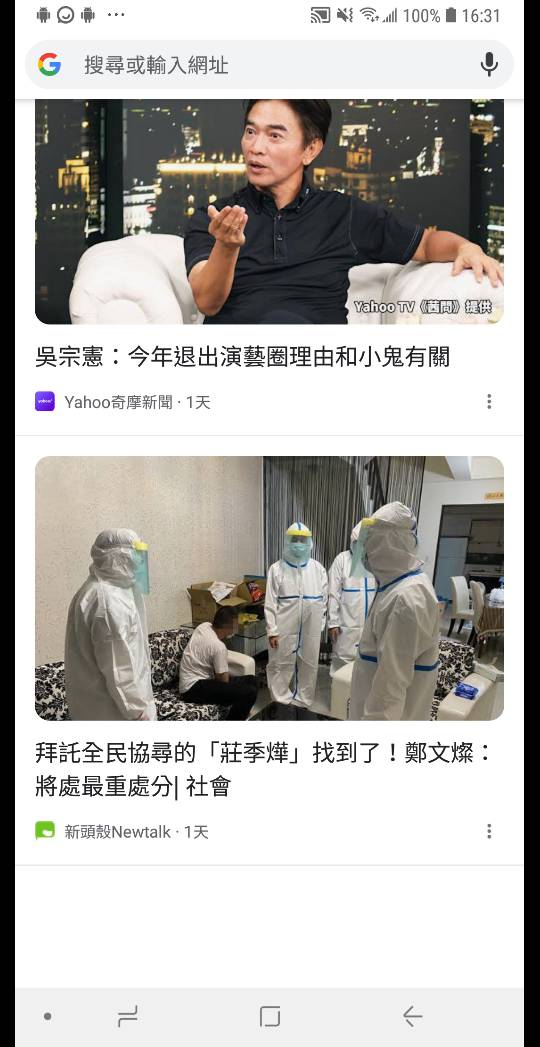 100% 16:31
搜尋或輸入網址
Yahoo TV《茜問》提供
吳宗憲：今年退出演藝圈理由和小鬼有關
yahoo!
Yahoo奇摩新聞 · 1天
拜託全民協尋的「莊季燁」找到了！鄭文燦：
將處最重處分| 社會
新頭殼Newtalk · 1天